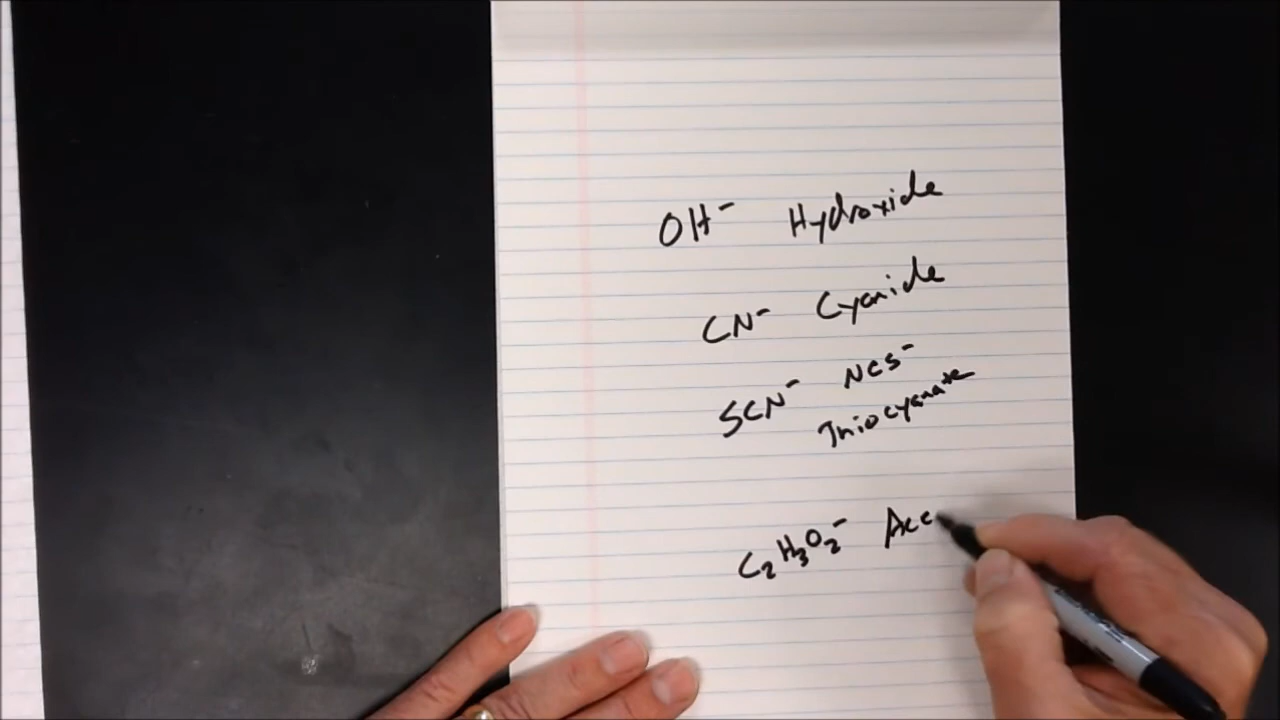 OH⁻ Hydroxide
CN⁻ Cyanide
SCN⁻ NCS⁻
Thiocyanate
C₂H₃O₂⁻ Ace